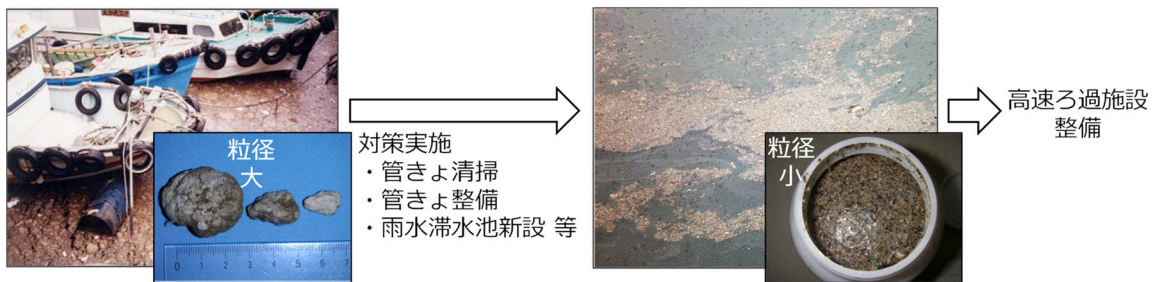 粒径
大
0 1 2 3 4 5 6 7
対策実施
・管きょ清掃
・管きょ整備
・雨水滞水池新設 等
粒径
小
高速ろ過施設
整備